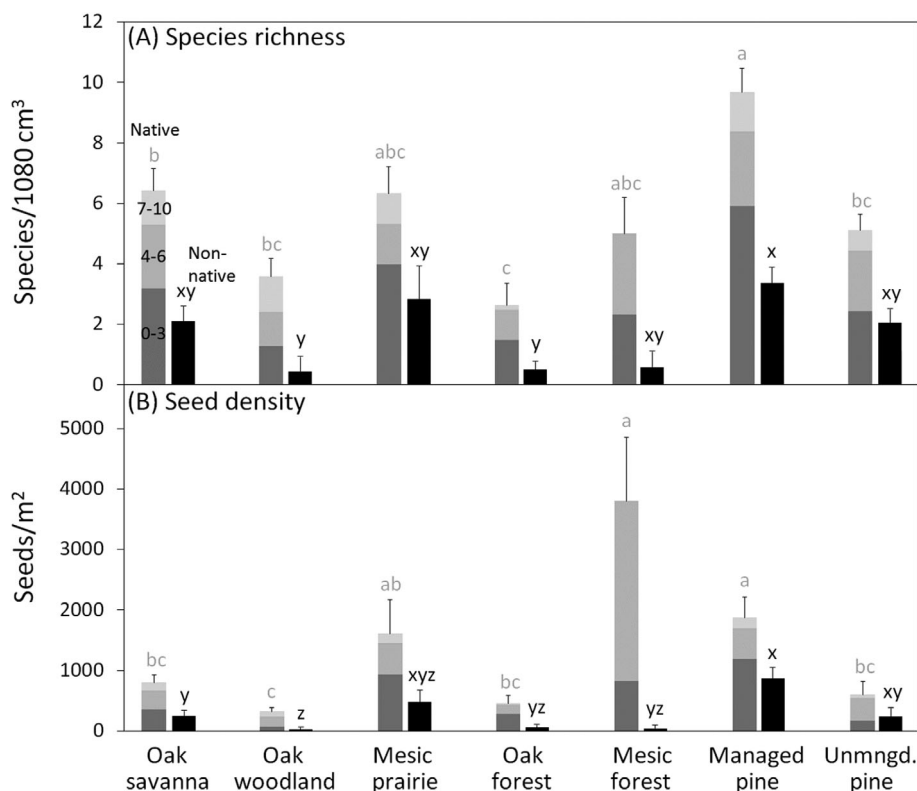 (A) Species richness
12
10
8
6
4
2
0
Species/1080 cm³
Native
b
7-10
4-6
0-3
Non-
native
xy
bc
y
abc
xy
c
y
abc
xy
a
x
bc
xy
(B) Seed density
5000
4000
3000
2000
1000
0
Seeds/m²
bc
y
c
z
ab
xyz
bc
yz
a
yz
a
x
bc
xy
Oak
savanna
Oak
woodland
Mesic
prairie
Oak
forest
Mesic
forest
Managed
pine
Unmngd.
pine